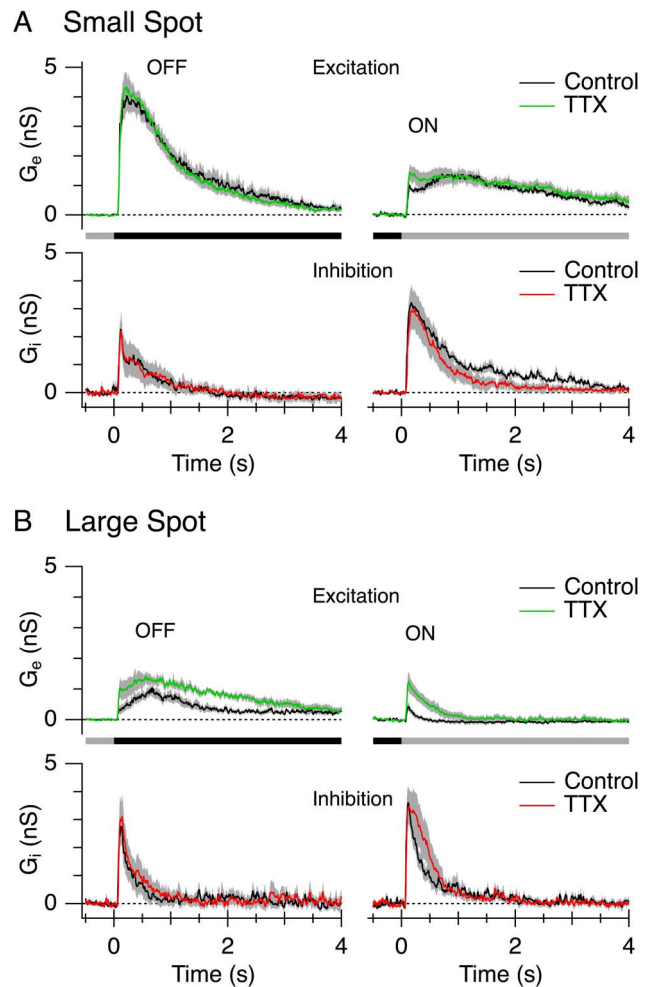 A Small Spot
OFF
Excitation
Control
TTX
ON
5
0
Ge (nS)
Inhibition
Control
TTX
5
0
Gi (nS)
0 2 4
0 2 4
Time (s)
Time (s)
B Large Spot
Excitation
Control
TTX
OFF
ON
5
0
Ge (nS)
Inhibition
Control
TTX
5
0
Gi (nS)
0 2 4
0 2 4
Time (s)
Time (s)